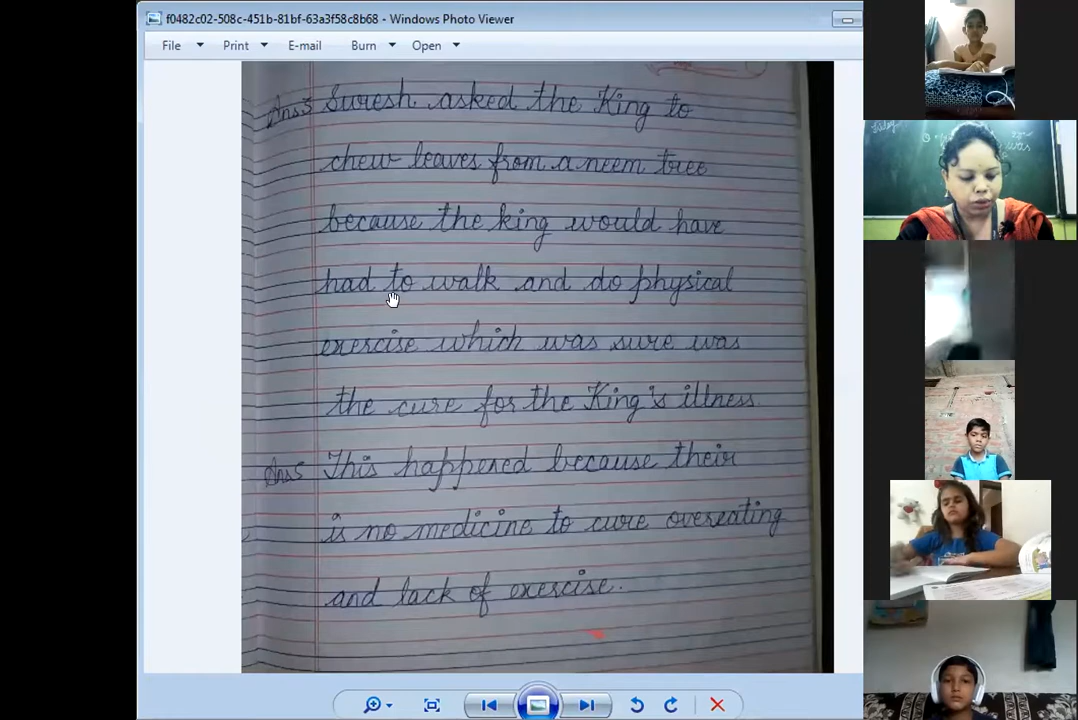 f0482c02-508c-451b-81bf-63a3f58c8b68 - Windows Photo Viewer
File Print E-mail Burn Open
Ans3 Suresh asked the King to
chew leaves from a neem tree
because the king would have
had to walk and do physical
exercise which was sure was
the cure for the King's illness.
Ans5 This happened because their
is no medicine to cure overeating
and lack of exercise.
was